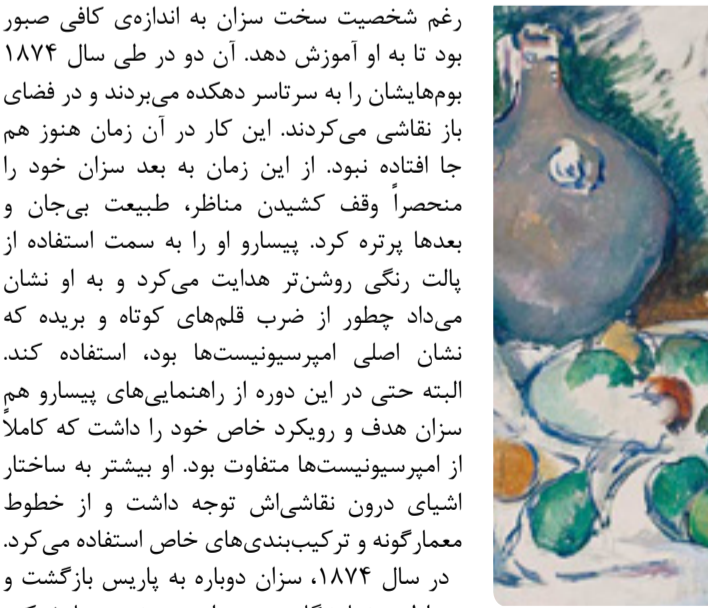 رغم شخصیت سخت سزان به اندازه‌ی کافی صبور
بود تا به او آموزش دهد. آن دو در طی سال ۱۸۷۴
بوم‌هایشان را به سرتاسر دهکده می‌بردند و در فضای
باز نقاشی می‌کردند. این کار در آن زمان هنوز هم
جا افتاده نبود. از این زمان به بعد سزان خود را
منحصراً وقف کشیدن مناظر، طبیعت بی‌جان و
بعدها پرتره کرد. پیسارو او را به سمت استفاده از
پالت رنگی روشن‌تر هدایت می‌کرد و به او نشان
می‌داد چطور از ضرب قلم‌های کوتاه و بریده که
نشان اصلی امپرسیونیست‌ها بود، استفاده کند.
البته حتی در این دوره از راهنمایی‌های پیسارو هم
سزان هدف و رویکرد خاص خود را داشت که کاملاً
از امپرسیونیست‌ها متفاوت بود. او بیشتر به ساختار
اشیای درون نقاشی‌اش توجه داشت و از خطوط
معمارگونه و ترکیب‌بندی‌های خاص استفاده می‌کرد.
در سال ۱۸۷۴، سزان دوباره به پاریس بازگشت و